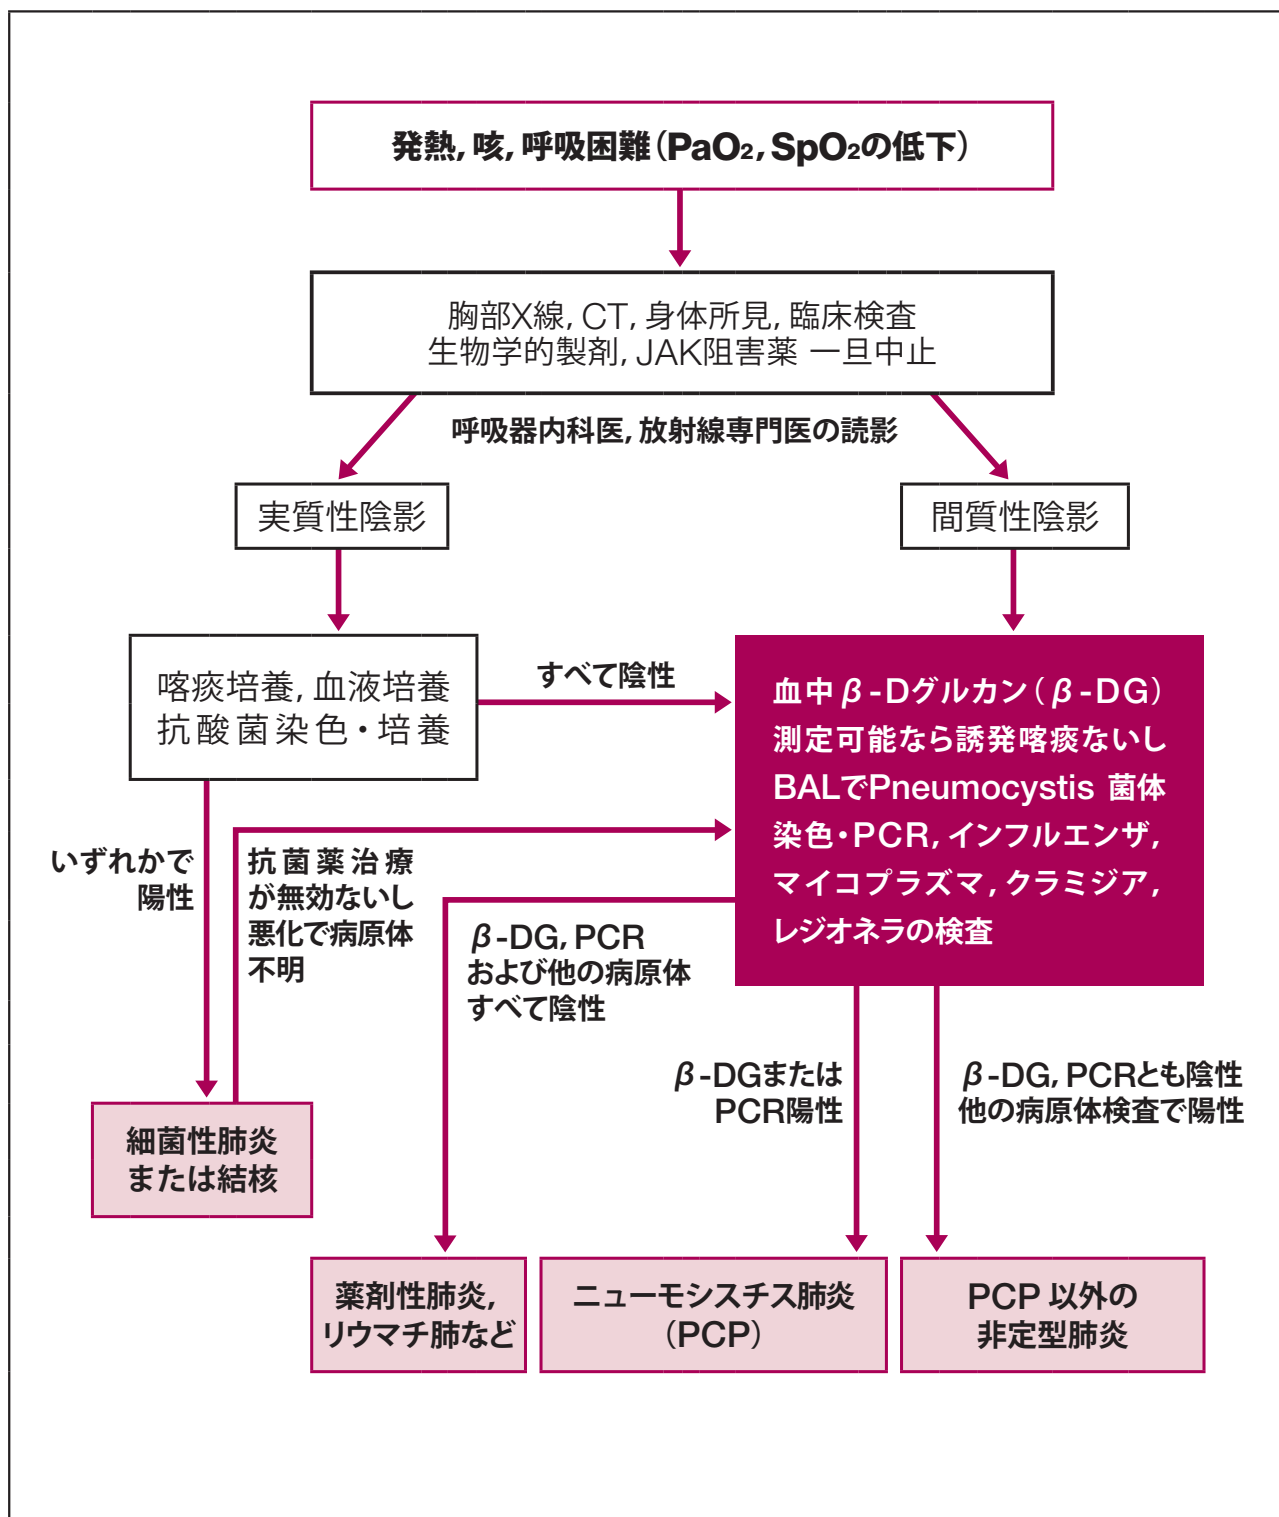 発熱, 咳, 呼吸困難（PaO₂, SpO₂の低下）
胸部X線, CT, 身体所見, 臨床検査
生物学的製剤, JAK阻害薬 一旦中止
呼吸器内科医, 放射線専門医の読影
実質性陰影
間質性陰影
喀痰培養, 血液培養
抗酸菌染色・培養
すべて陰性
血中β-Dグルカン（β-DG）
測定可能なら誘発喀痰ないし
BALでPneumocystis 菌体
染色・PCR, インフルエンザ,
マイコプラズマ, クラミジア,
レジオネラの検査
いずれかで
陽性
抗菌薬治療
が無効ないし
悪化で病原体
不明
β-DG, PCR
および他の病原体
すべて陰性
β-DGまたは
PCR陽性
β-DG, PCRとも陰性
他の病原体検査で陽性
細菌性肺炎
または結核
薬剤性肺炎,
リウマチ肺など
ニューモシスチス肺炎
（PCP）
PCP 以外の
非定型肺炎